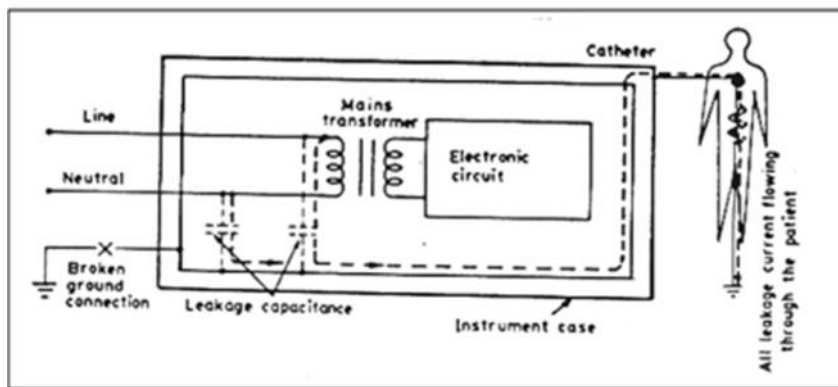 Catheter
Mains
transformer
Line
Electronic
circuit
Neutral
Broken
ground
connection
Leakage capacitance
Instrument case
All leakage current flowing
through the patient